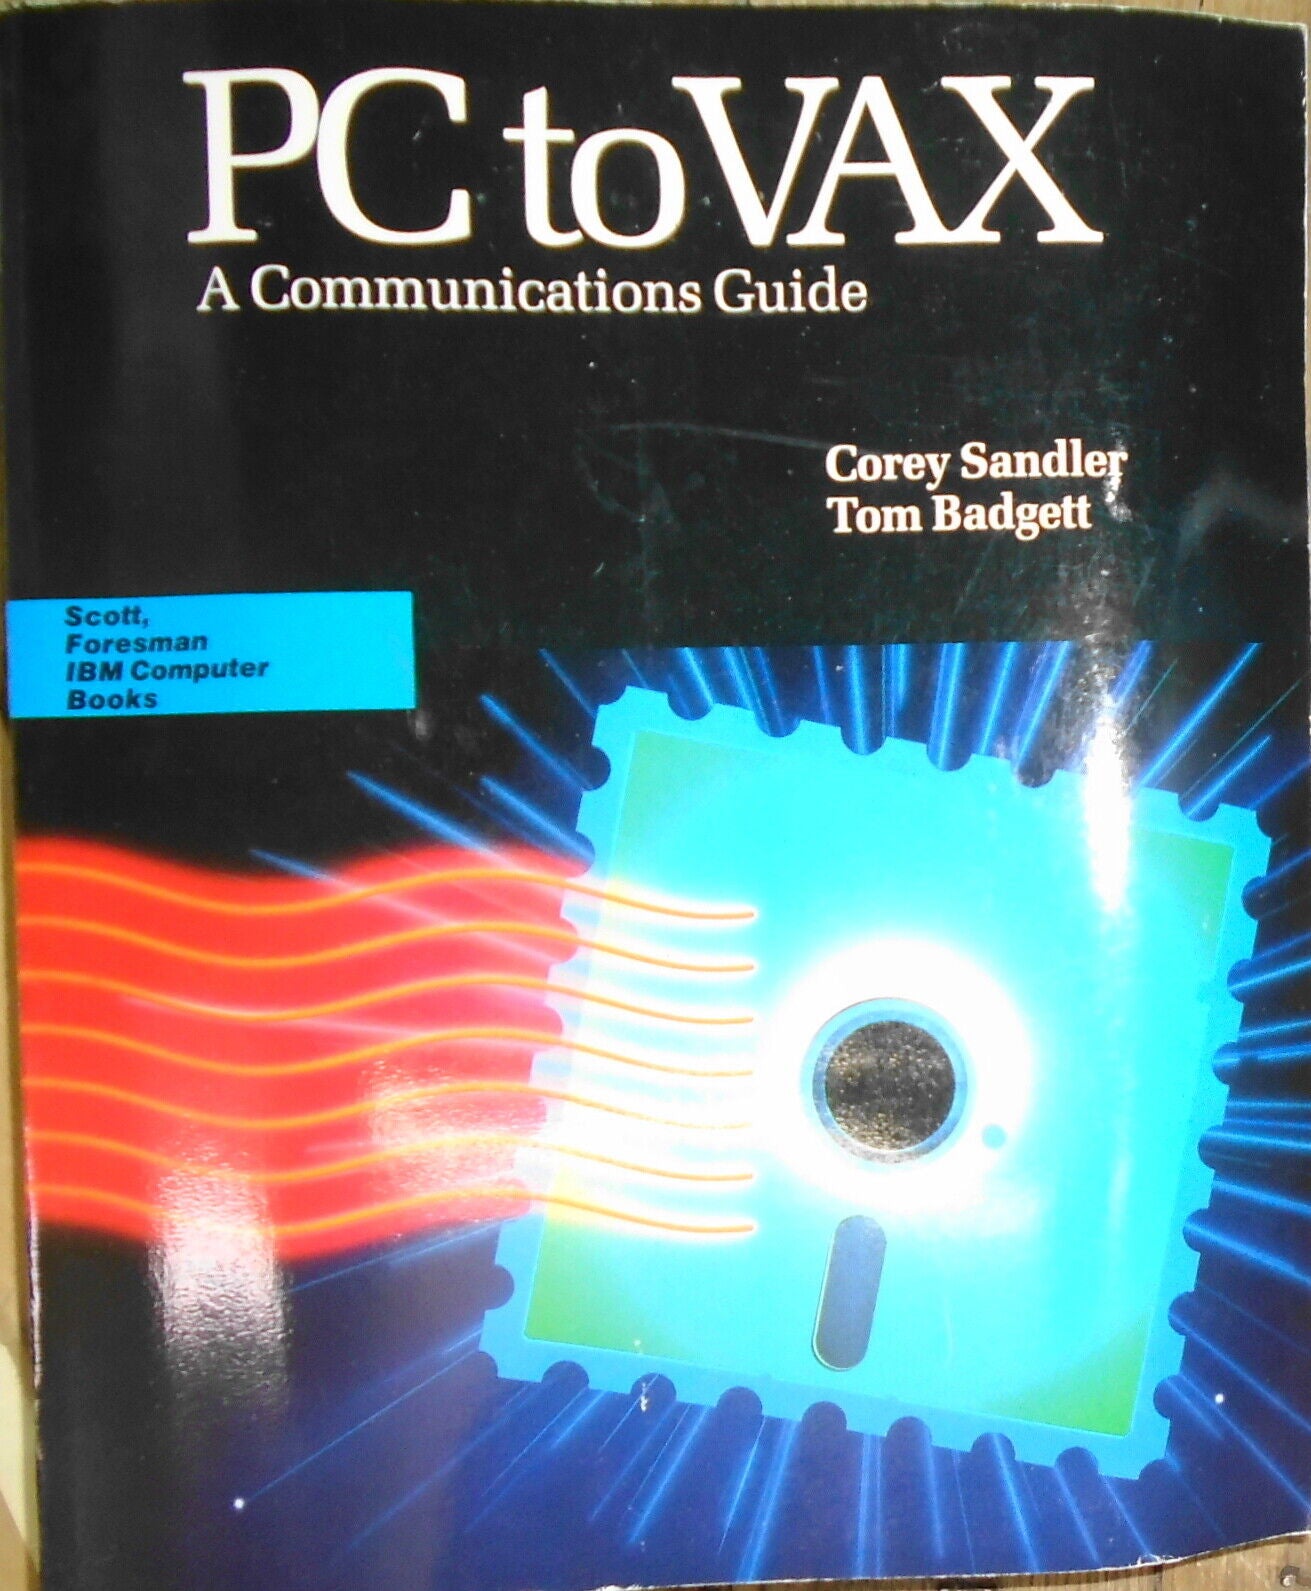 PC to VAX
A Communications Guide
Corey Sandler
Tom Badgett
Scott,
Foresman
IBM Computer
Books